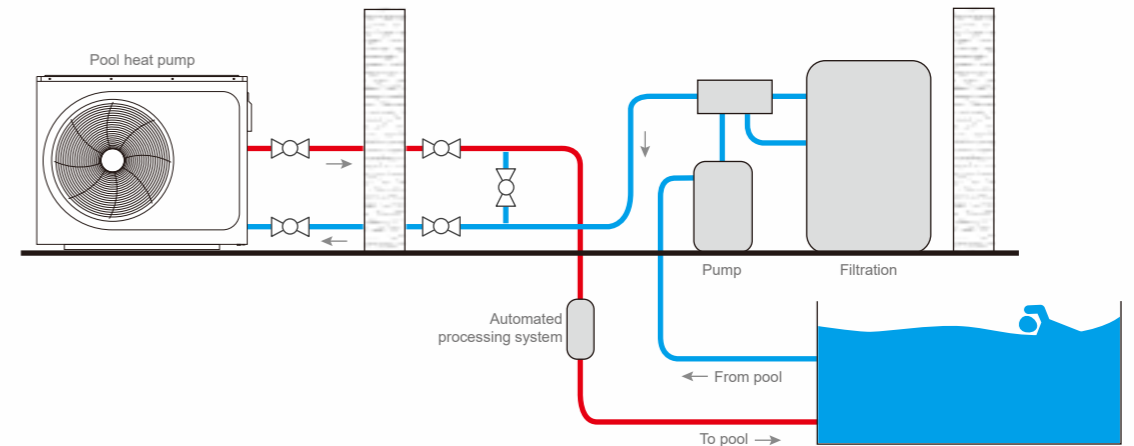 Pool heat pump
Pump
Filtration
Automated
processing system
From pool
To pool